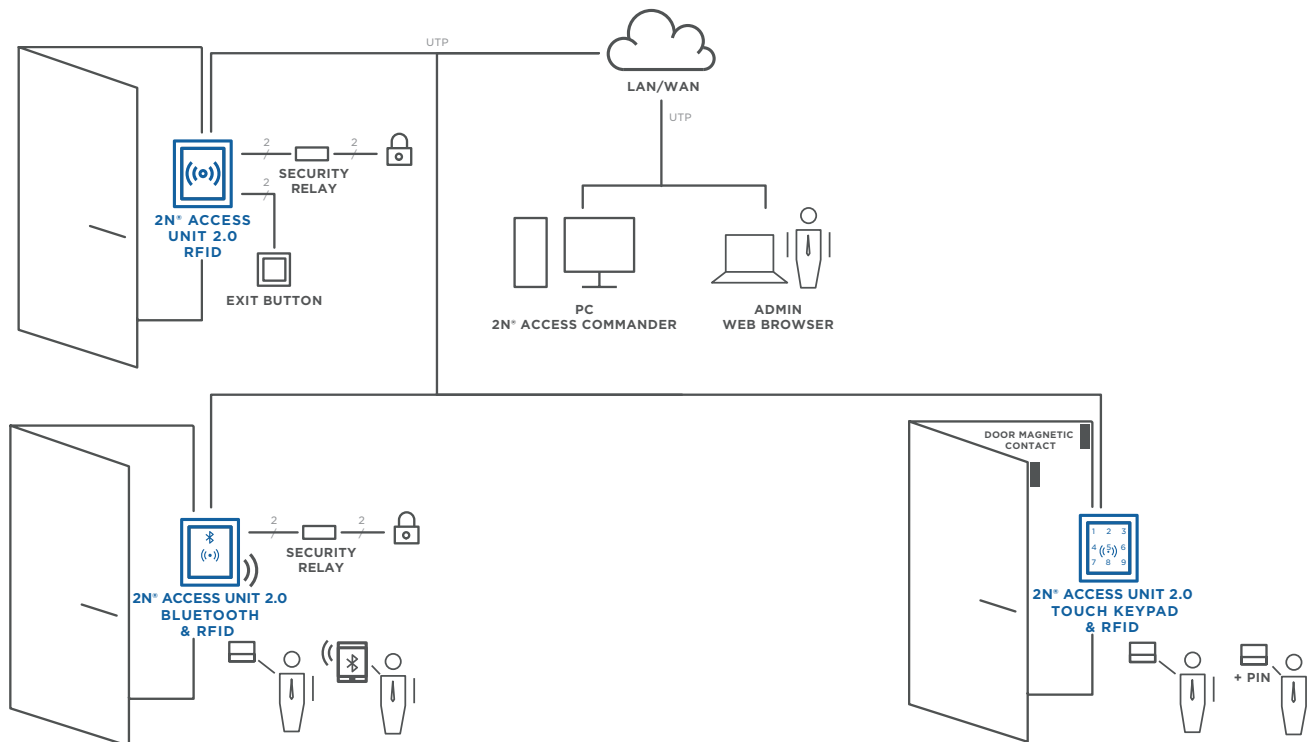 UTP
LAN/WAN
UTP
2
2
SECURITY
RELAY
2
2N® ACCESS
UNIT 2.0
RFID
EXIT BUTTON
PC
2N® ACCESS COMMANDER
ADMIN
WEB BROWSER
DOOR MAGNETIC
CONTACT
2
2
SECURITY
RELAY
2N® ACCESS UNIT 2.0
BLUETOOTH
& RFID
1 2 3
4 5 6
7 8 9
2N® ACCESS UNIT 2.0
TOUCH KEYPAD
& RFID
+ PIN